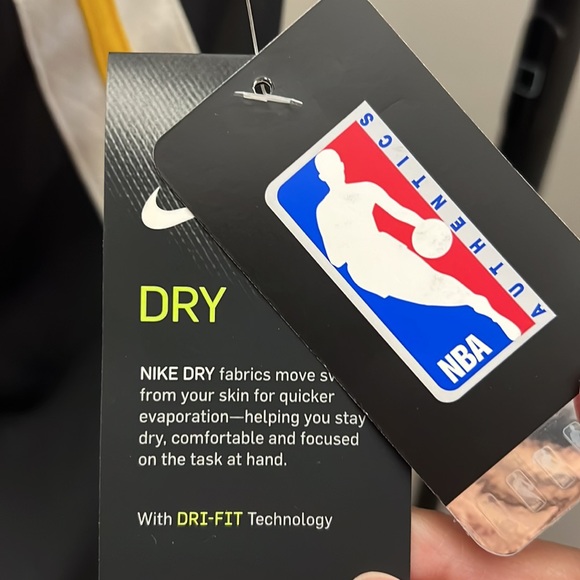 DRY
NIKE DRY fabrics move
from your skin for quicker
evaporation—helping you stay
dry, comfortable and focused
on the task at hand.
With DRI-FIT Technology
AUTHENTICS
NBA